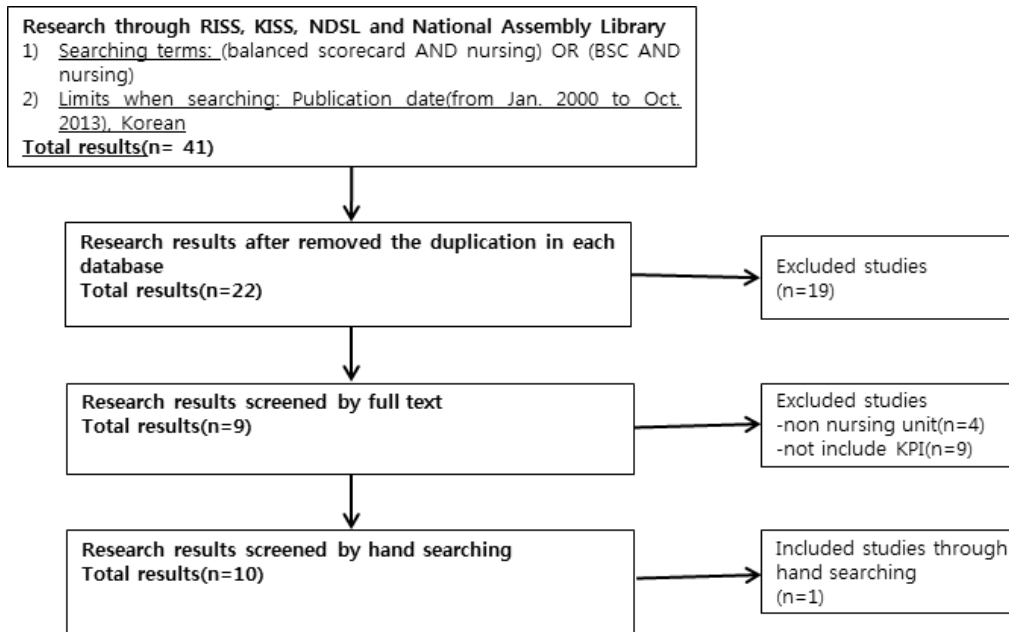 Research through RISS, KISS, NDSL and National Assembly Library
1) Searching terms: (balanced scorecard AND nursing) OR (BSC AND
nursing)
2) Limits when searching: Publication date(from Jan. 2000 to Oct.
2013), Korean
Total results(n= 41)
Research results after removed the duplication in each
database
Total results(n=22)
Excluded studies
(n=19)
Research results screened by full text
Total results(n=9)
Excluded studies
-non nursing unit(n=4)
-not include KPI(n=9)
Research results screened by hand searching
Total results(n=10)
Included studies through
hand searching
(n=1)